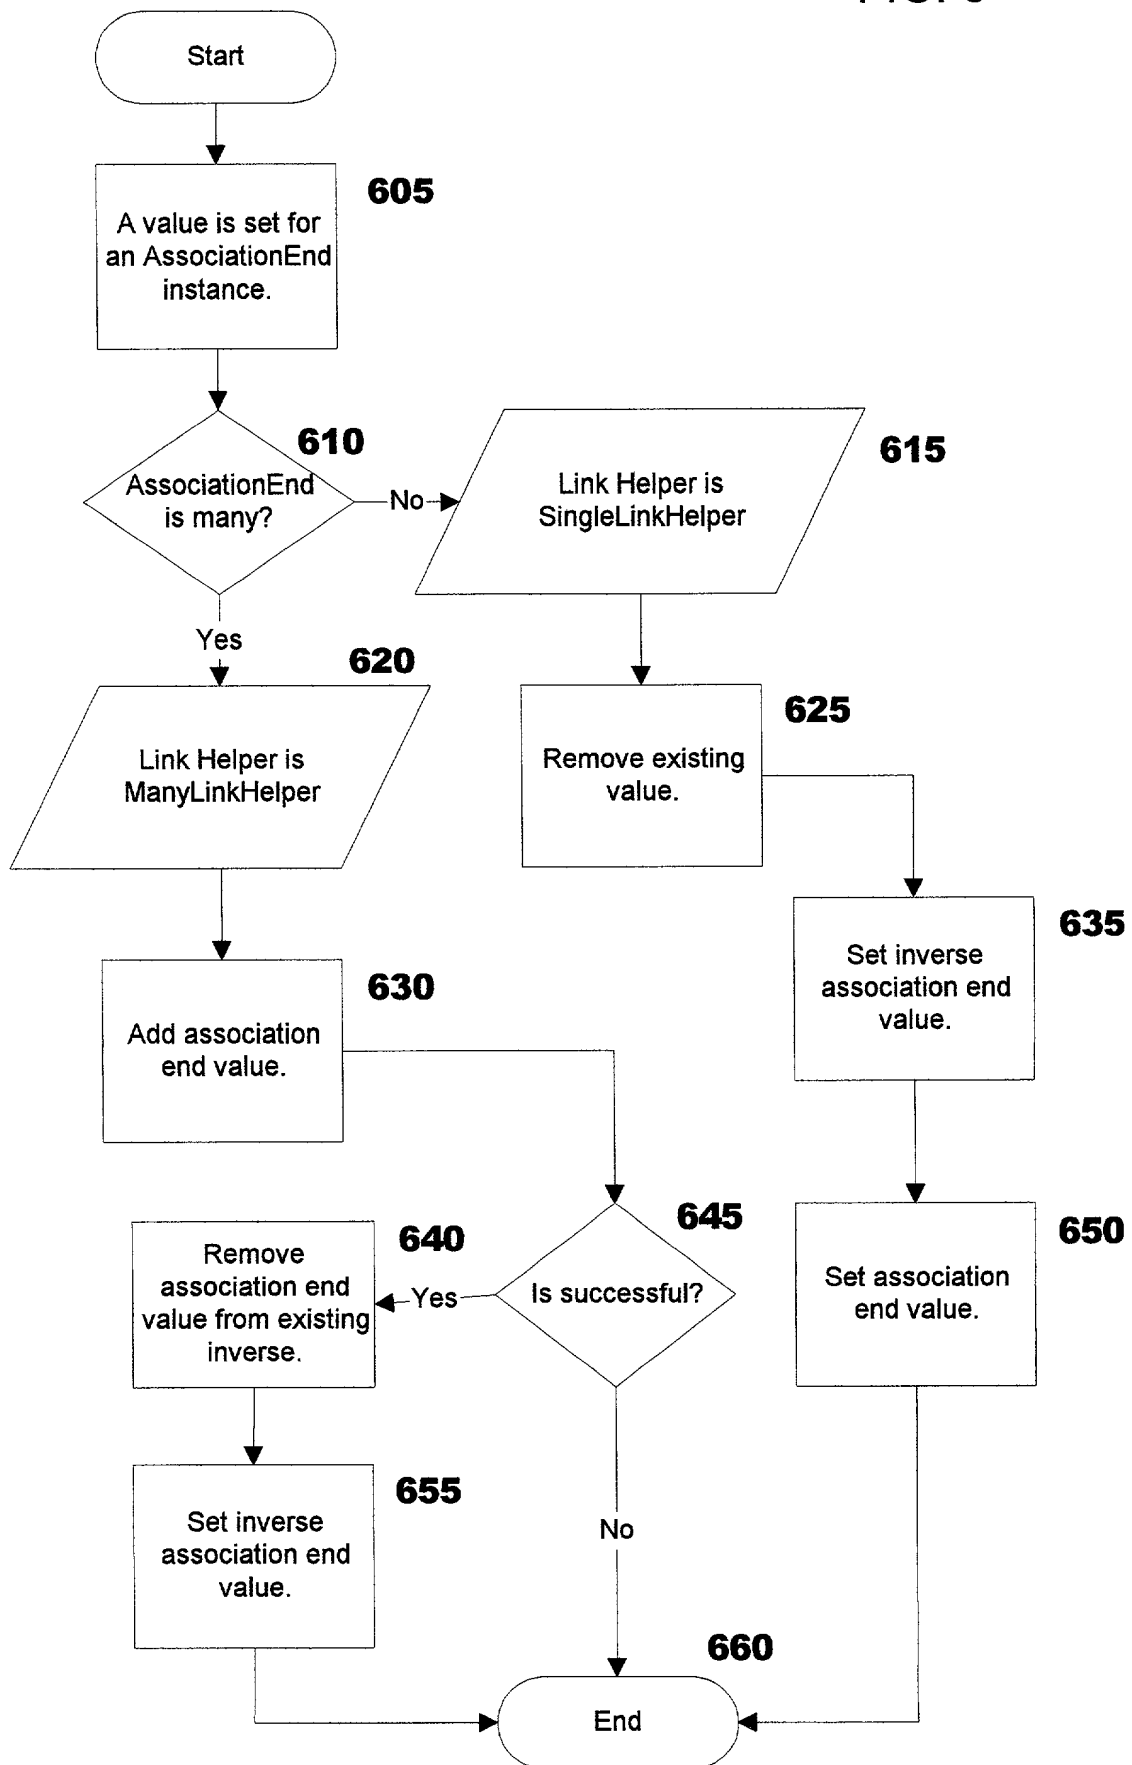 Start
605
A value is set for
an AssociationEnd
instance.
610
AssociationEnd
is many?
No
615
Link Helper is
SingleLinkHelper
Yes
620
Link Helper is
ManyLinkHelper
625
Remove existing
value.
635
Set inverse
association end
value.
630
Add association
end value.
645
Is successful?
Yes
640
Remove
association end
value from existing
inverse.
650
Set association
end value.
655
Set inverse
association end
value.
No
660
End